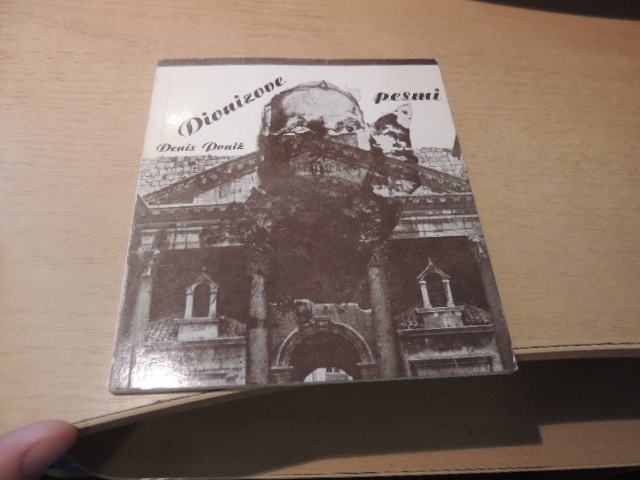 Dionizove pesmi
Denis Poniž